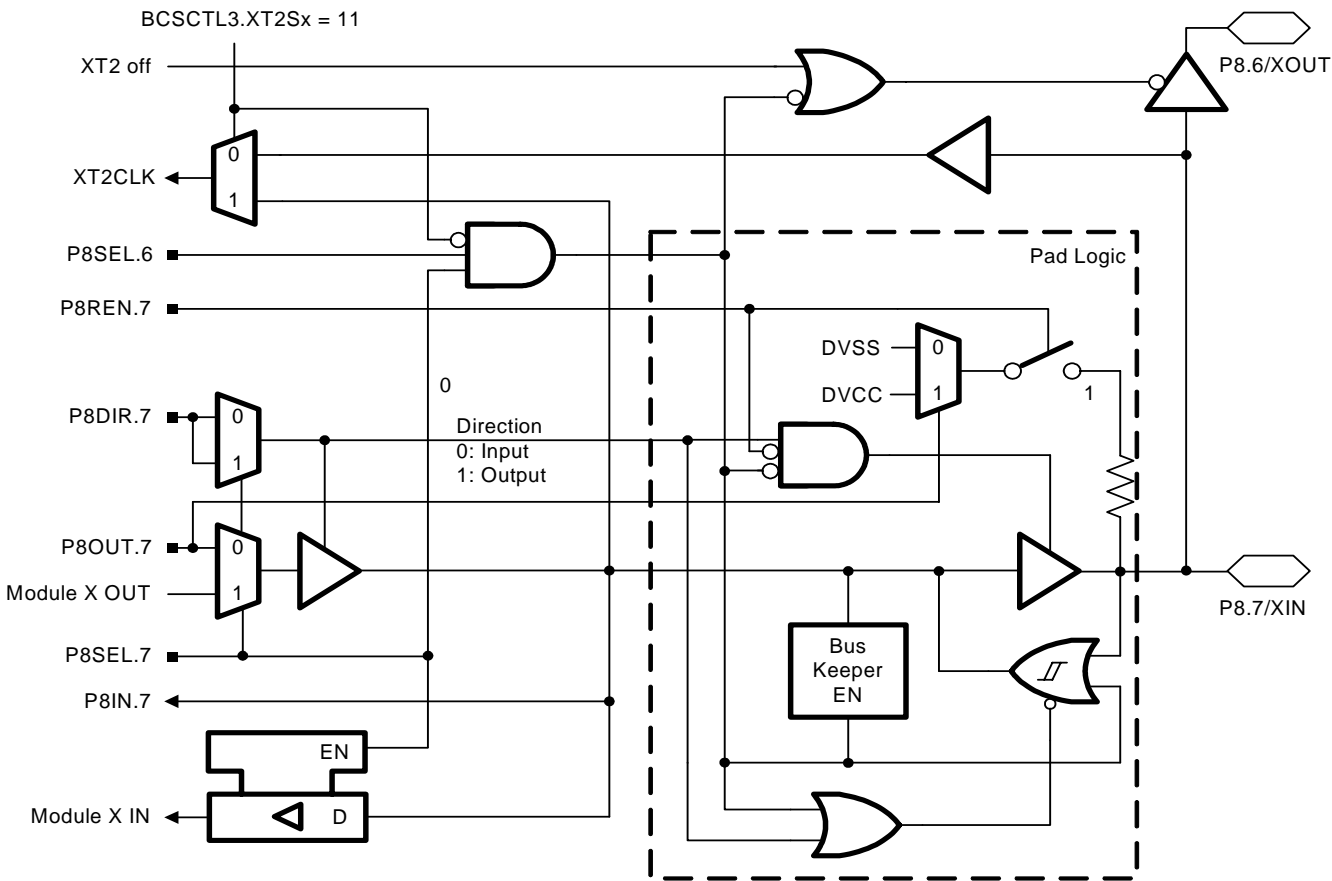 BCSCTL3.XT2Sx = 11
XT2 off
P8.6/XOUT
0
XT2CLK
1
P8SEL.6
Pad Logic
P8REN.7
DVSS
0
0
DVCC
1
1
P8DIR.7
0
Direction
0: Input
1: Output
1
P8OUT.7
0
Module X OUT
1
P8.7/XIN
Bus
Keeper
EN
P8SEL.7
P8IN.7
EN
Module X IN
D